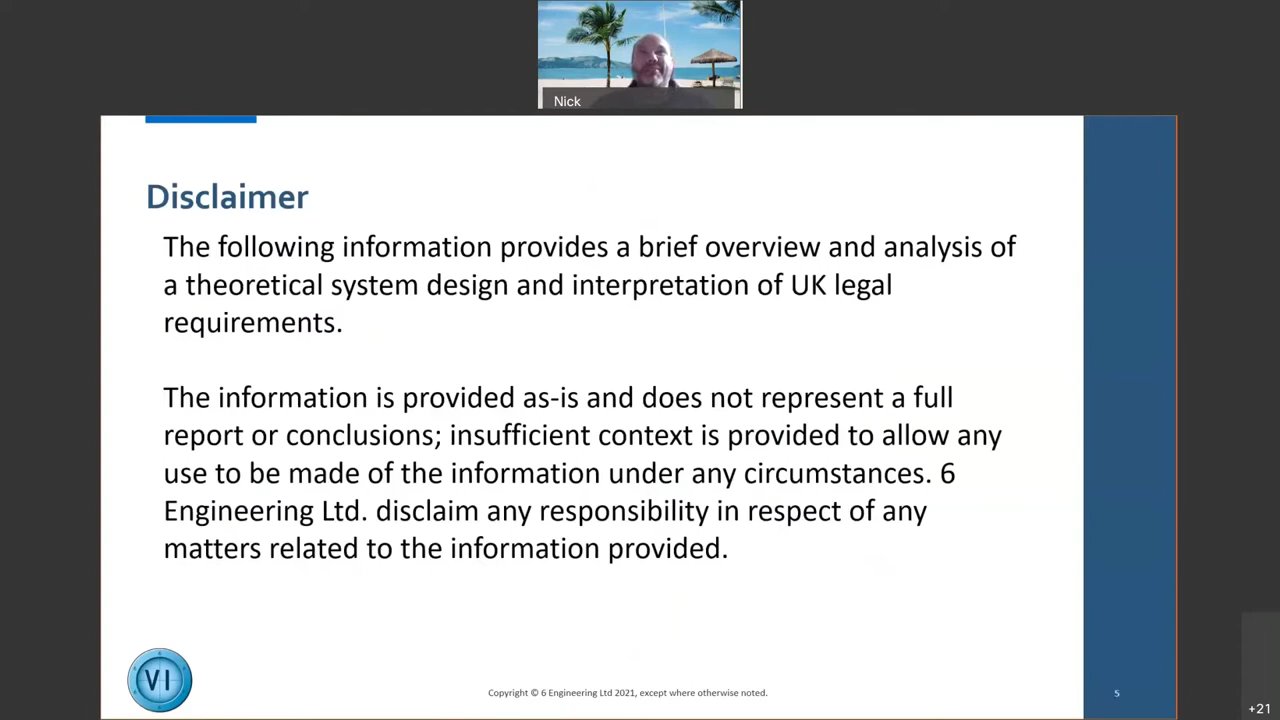 Nick
Disclaimer
The following information provides a brief overview and analysis of
a theoretical system design and interpretation of UK legal
requirements.
The information is provided as-is and does not represent a full
report or conclusions; insufficient context is provided to allow any
use to be made of the information under any circumstances. 6
Engineering Ltd. disclaim any responsibility in respect of any
matters related to the information provided.
VI
Copyright © 6 Engineering Ltd 2021, except where otherwise noted.
5
+21